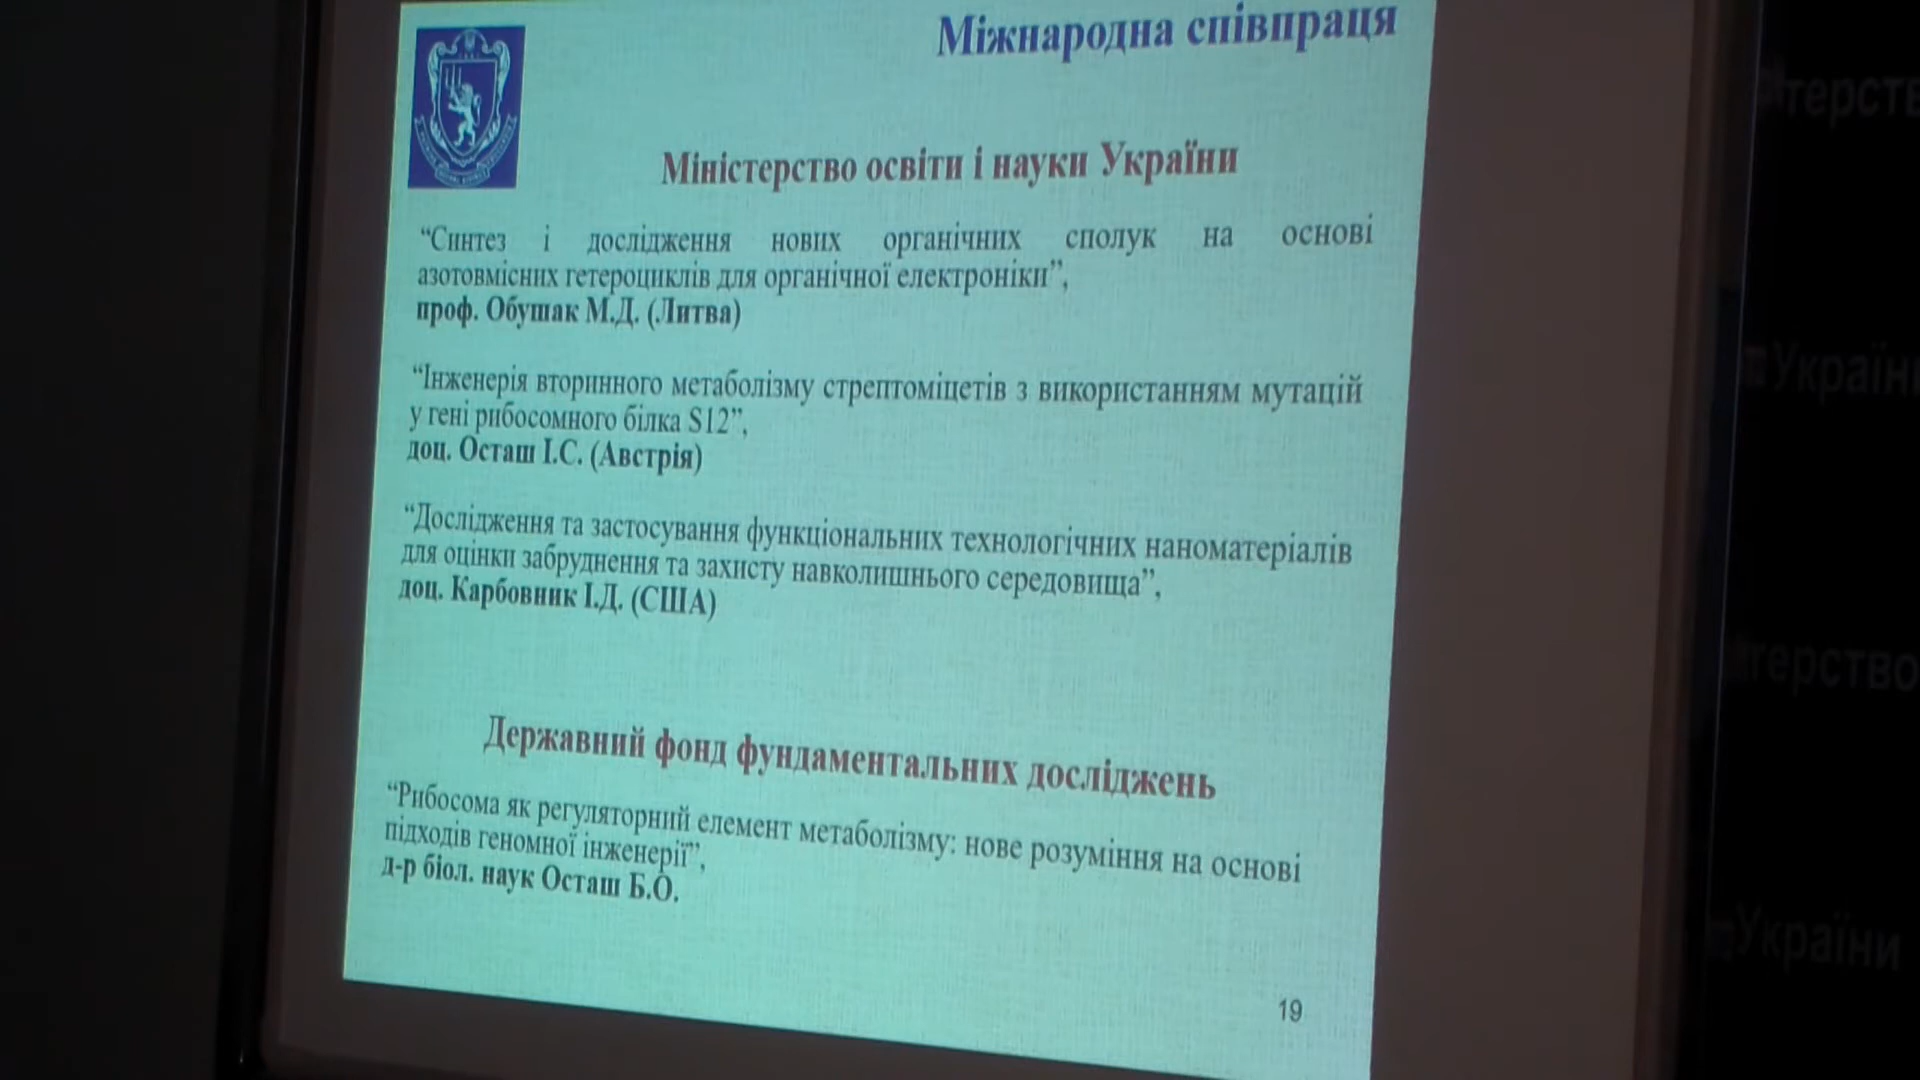 Міжнародна співпраця
Міністерство освіти і науки України
“Синтез і дослідження нових органічних сполук на основі
азотовмісних гетероциклів для органічної електроніки”,
проф. Обушак М.Д. (Литва)
“Інженерія вторинного метаболізму стрептоміцетів з використанням мутацій
у гені рибосомного білка S12”,
доц. Осташ І.С. (Австрія)
“Дослідження та застосування функціональних технологічних наноматеріалів
для оцінки забруднення та захисту навколишнього середовища”,
доц. Карбовник І.Д. (США)
Державний фонд фундаментальних досліджень
“Рибосома як регуляторний елемент метаболізму: нове розуміння на основі
підходів геномної інженерії”,
д-р біол. наук Осташ Б.О.
19
України